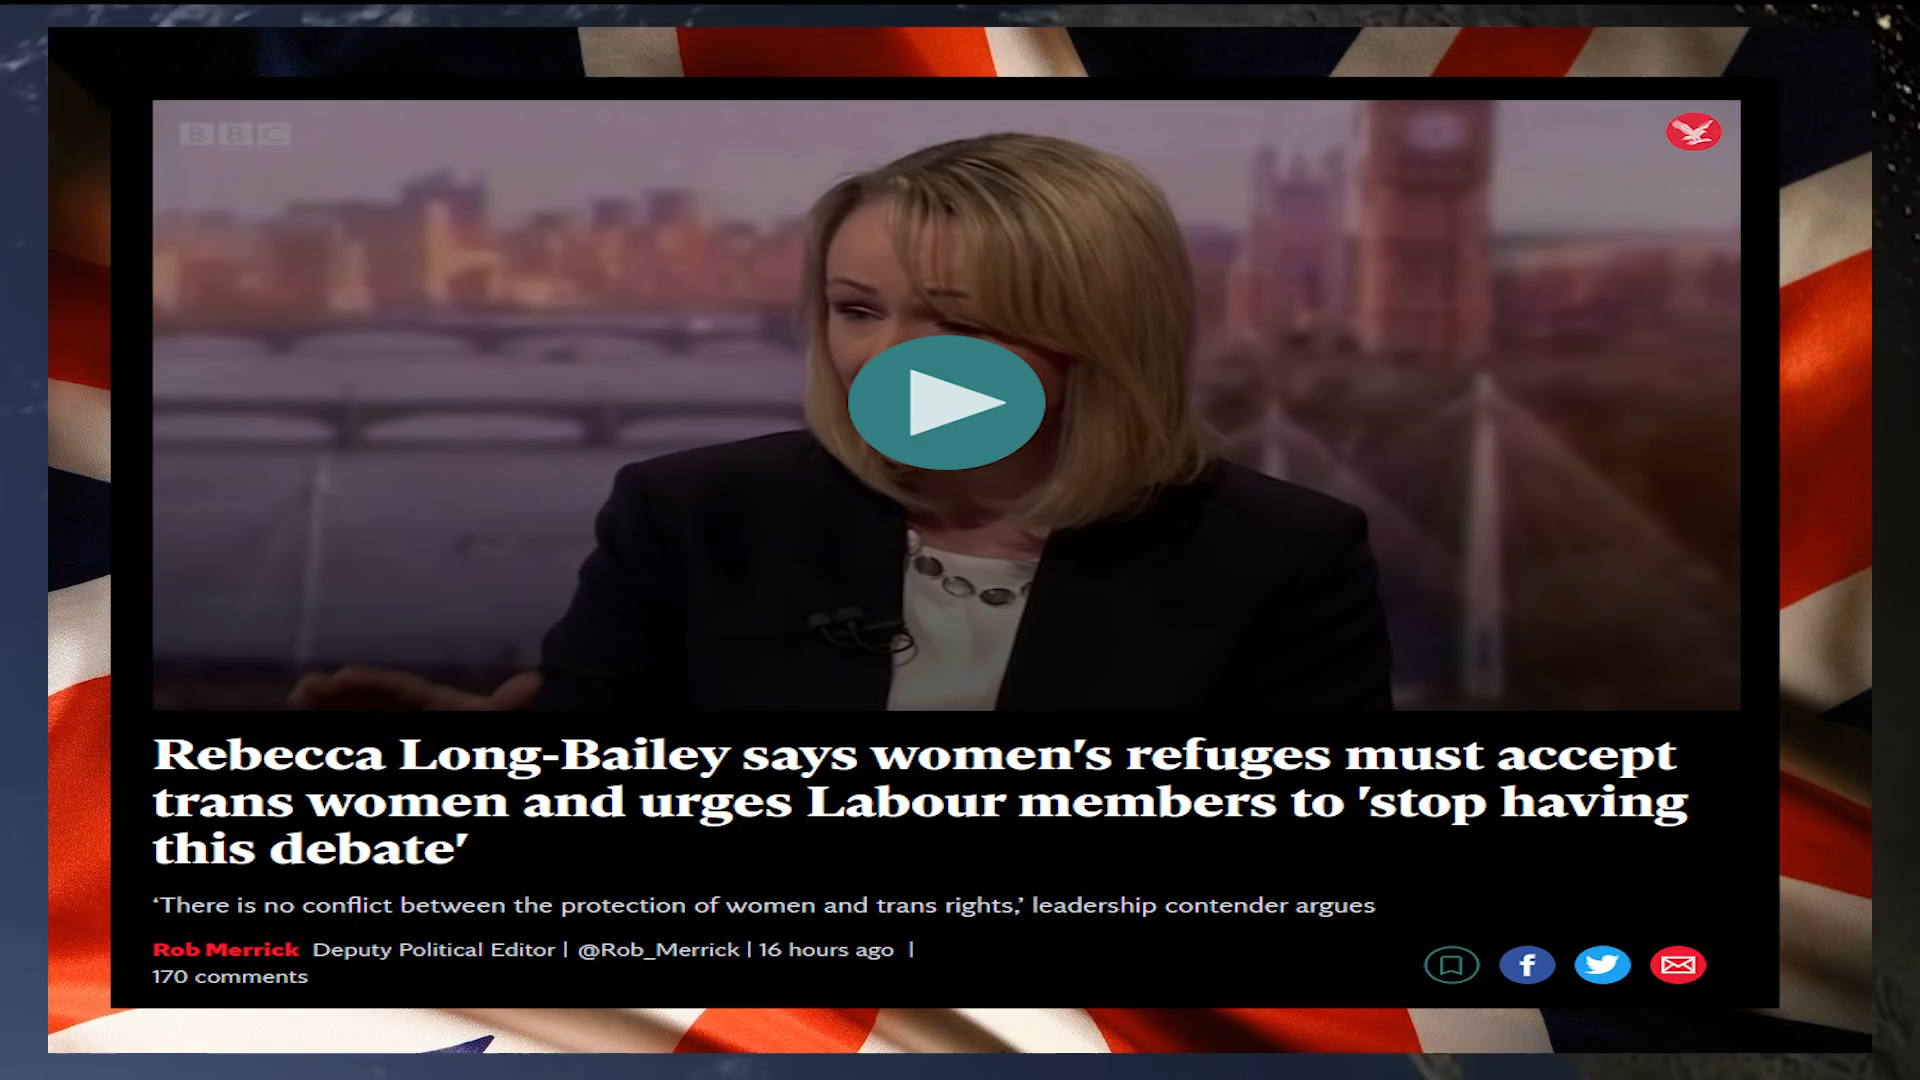 BBC
Rebecca Long-Bailey says women's refuges must accept
trans women and urges Labour members to 'stop having
this debate'
‘There is no conflict between the protection of women and trans rights,’ leadership contender argues
Rob Merrick Deputy Political Editor | @Rob_Merrick | 16 hours ago |
170 comments